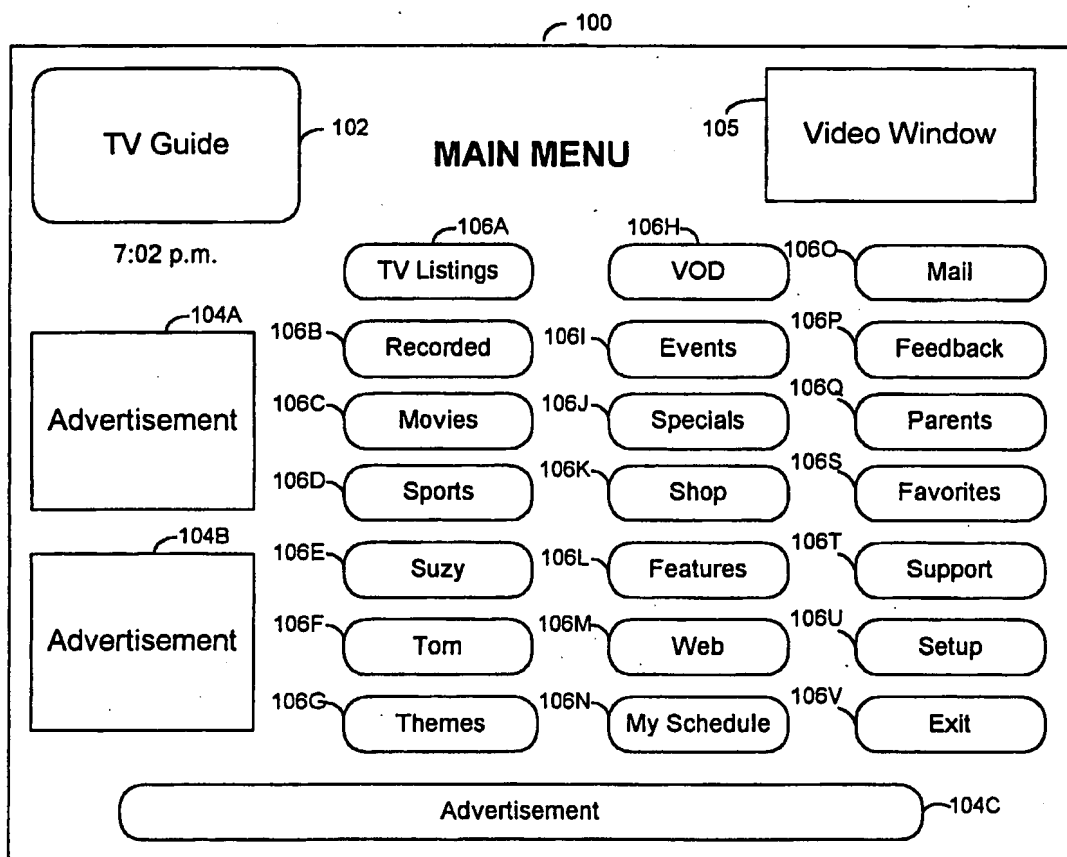 100
TV Guide
102
MAIN MENU
105
Video Window
7:02 p.m.
106A
TV Listings
106H
VOD
106O
Mail
104A
Advertisement
106B
Recorded
106I
Events
106P
Feedback
106C
Movies
106J
Specials
106Q
Parents
106D
Sports
106K
Shop
106S
Favorites
104B
Advertisement
106E
Suzy
106L
Features
106T
Support
106F
Tom
106M
Web
106U
Setup
106G
Themes
106N
My Schedule
106V
Exit
Advertisement
104C